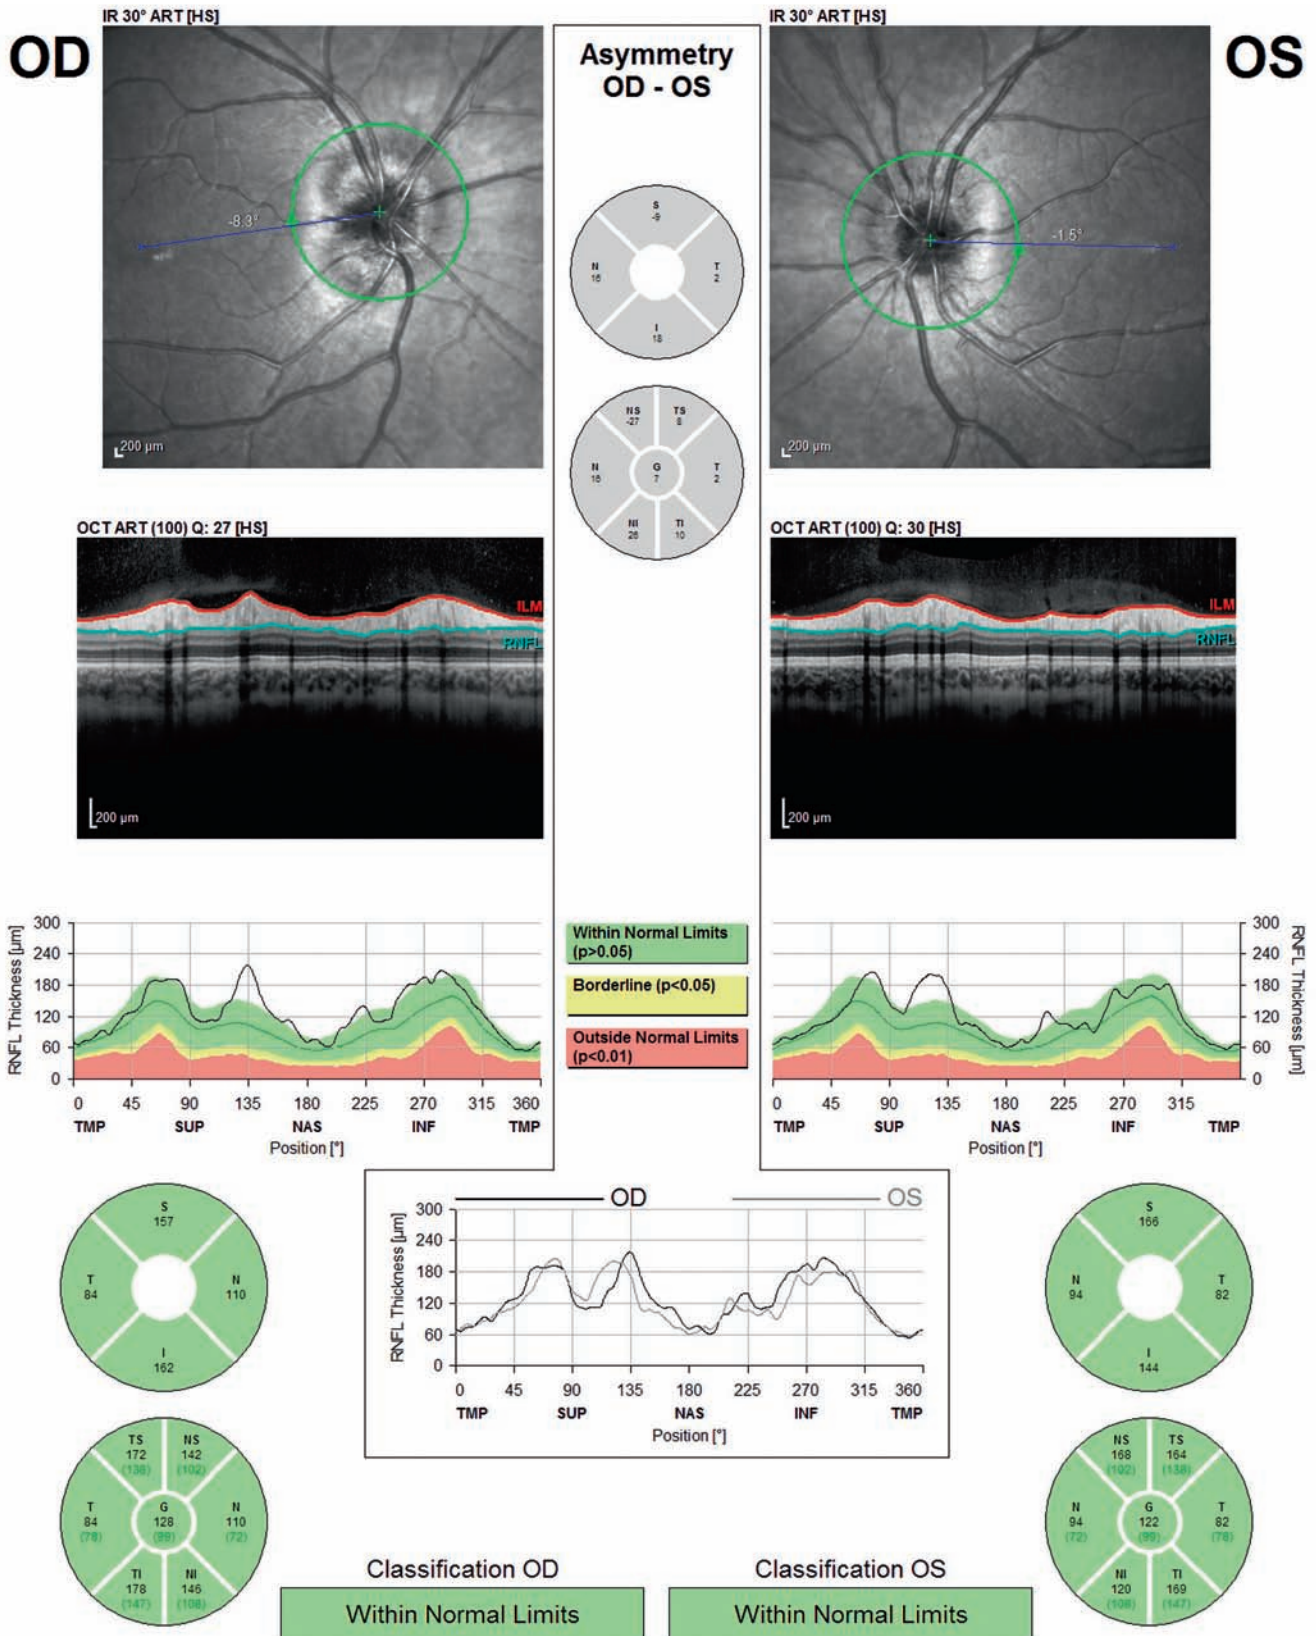 IR 30° ART [HS]
IR 30° ART [HS]
OD
Asymmetry
OD - OS
OS
-8.3°
-1.5°
200 µm
200 µm
S
-9
N
16
T
2
I
18
NS
-27
TS
8
N
16
G
7
T
2
NI
26
TI
10
OCT ART (100) Q: 27 [HS]
OCT ART (100) Q: 30 [HS]
ILM
RNFL
200 µm
ILM
RNFL
200 µm
RNFL Thickness [µm]
300
240
180
120
60
0
0 45 90 135 180 225 270 315 360
TMP SUP NAS INF TMP
Position [°]
Within Normal Limits
(p>0.05)
Borderline (p<0.05)
Outside Normal Limits
(p<0.01)
RNFL Thickness [µm]
300
240
180
120
60
0
0 45 90 135 180 225 270 315
TMP SUP NAS INF TMP
Position [°]
OD
OS
RNFL Thickness [µm]
300
240
180
120
60
0
0 45 90 135 180 225 270 315 360
TMP SUP NAS INF TMP
Position [°]
S
157
T
84
N
110
I
162
S
166
N
94
T
82
I
144
TS
172
(138)
NS
142
(102)
T
84
(78)
G
128
(99)
N
110
(72)
TI
178
(147)
NI
146
(108)
NS
168
(102)
TS
164
(138)
N
94
(72)
G
122
(99)
T
82
(78)
NI
120
(108)
TI
169
(147)
Classification OD
Within Normal Limits
Classification OS
Within Normal Limits